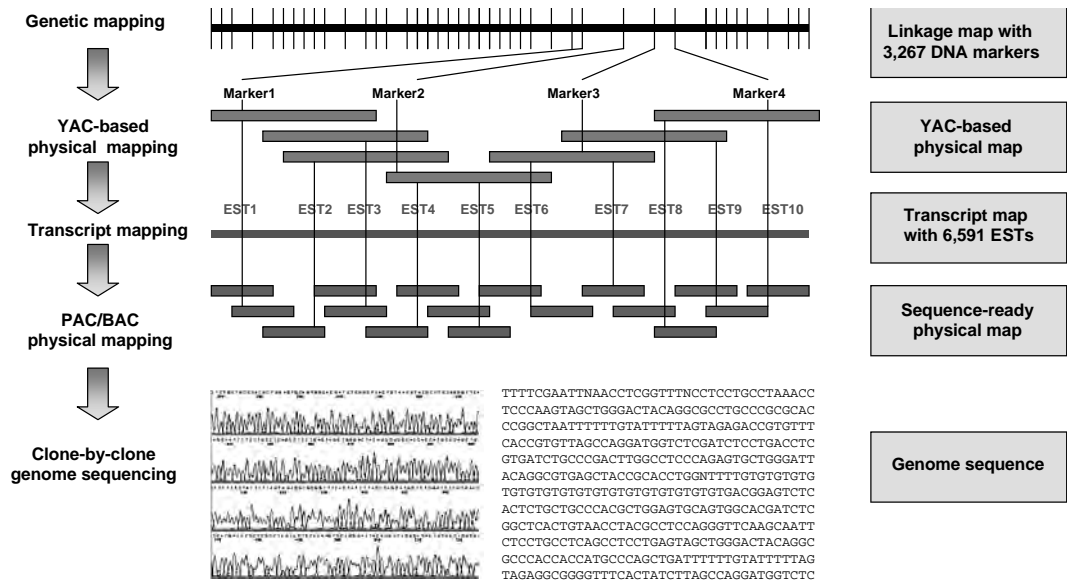 Genetic mapping
Linkage map with
3,267 DNA markers
Marker1 Marker2 Marker3 Marker4
YAC-based
physical mapping
YAC-based
physical map
EST1 EST2 EST3 EST4 EST5 EST6 EST7 EST8 EST9 EST10
Transcript mapping
Transcript map
with 6,591 ESTs
PAC/BAC
physical mapping
Sequence-ready
physical map
Clone-by-clone
genome sequencing
TTTTCGAATTNAACCTCGGTTTNCCTCCTGCCTAAACC
TCCCAAGTAGCTGGGACTACAGGCGCCTGCCCGCGCAC
CCGGCTAATTTTTTGTATTTTTAGTAGAGACCGTGTTT
CACCGTGTTAGCCAGGATGGTCTCGATCTCCTGACCTC
GTGATCTGCCCGACTTGGCCTCCCAGAGTGCTGGGATT
ACAGGCGTGAGCTACCGCACCTGGNTTTTGTGTGTGTG
TGTGTGTGTGTGTGTGTGTGTGTGTGTGACGGAGTCTC
ACTCTGCTGCCCACGCTGGAGTGCAGTGGCACGATCTC
GGCTCACTGTAACCTACGCCTCCAGGGTTCAAGCAATT
CTCCTGCCTCAGCCTCCTGAGTAGCTGGGACTACAGGC
GCCCACCACCATGCCCAGCTGATTTTTTGTATTTTTAG
TAGAGGCGGGGTTTCACTATCTTAGCCAGGATGGTCTC
Genome sequence